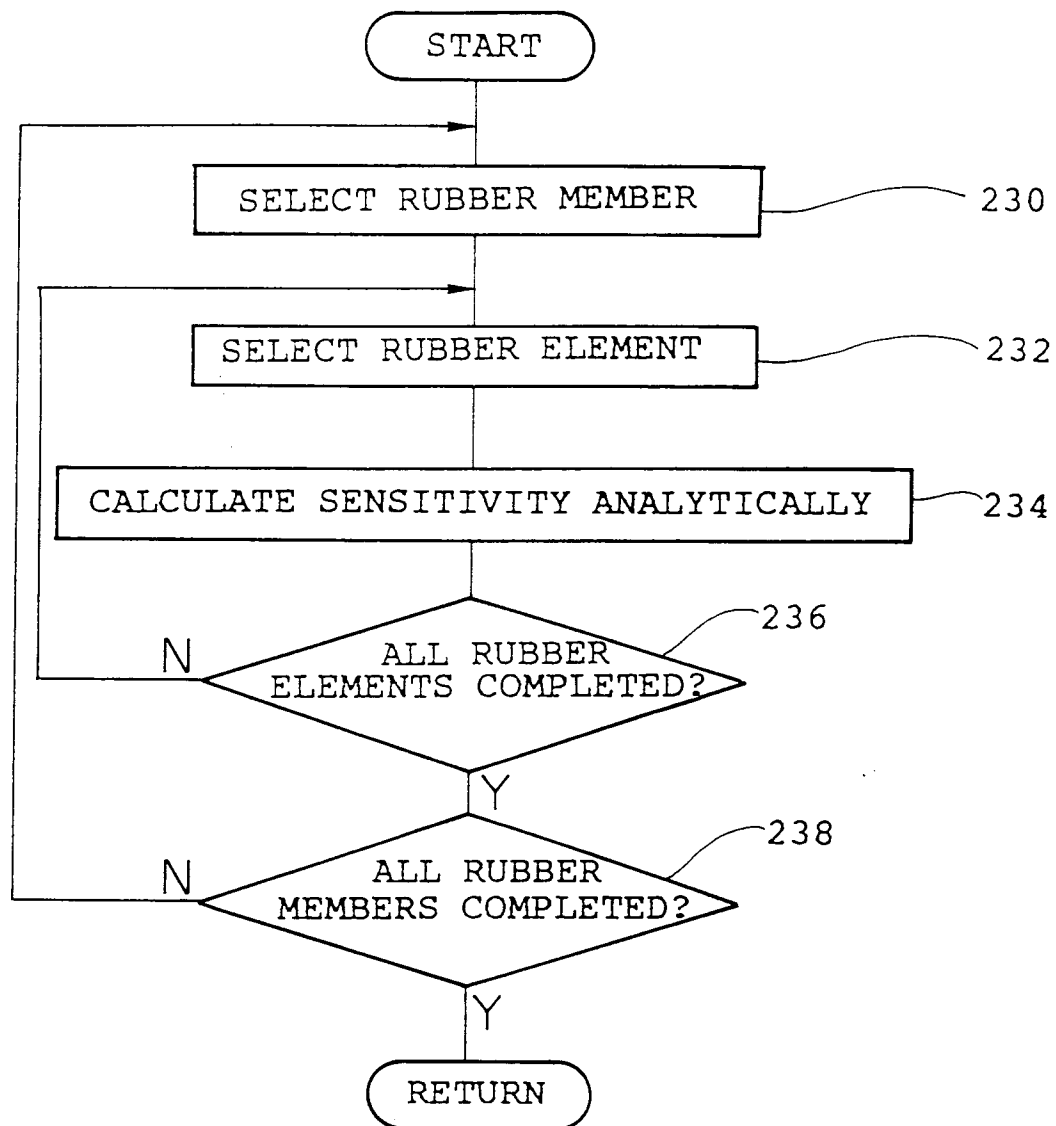 START
SELECT RUBBER MEMBER
230
SELECT RUBBER ELEMENT
232
CALCULATE SENSITIVITY ANALYTICALLY
234
236
N
ALL RUBBER
ELEMENTS COMPLETED?
Y
238
N
ALL RUBBER
MEMBERS COMPLETED?
Y
RETURN